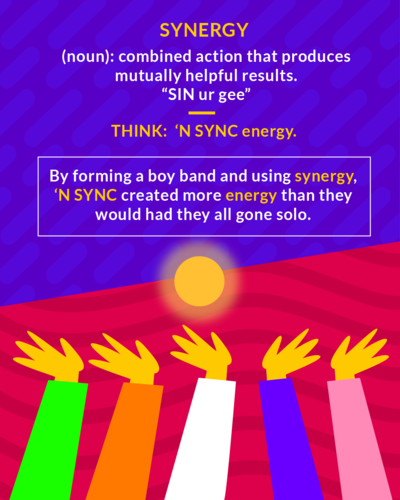 SYNERGY
(noun): combined action that produces
mutually helpful results.
“SIN ur gee”
THINK: ‘N SYNC energy.
By forming a boy band and using synergy,
‘N SYNC created more energy than they
would had they all gone solo.